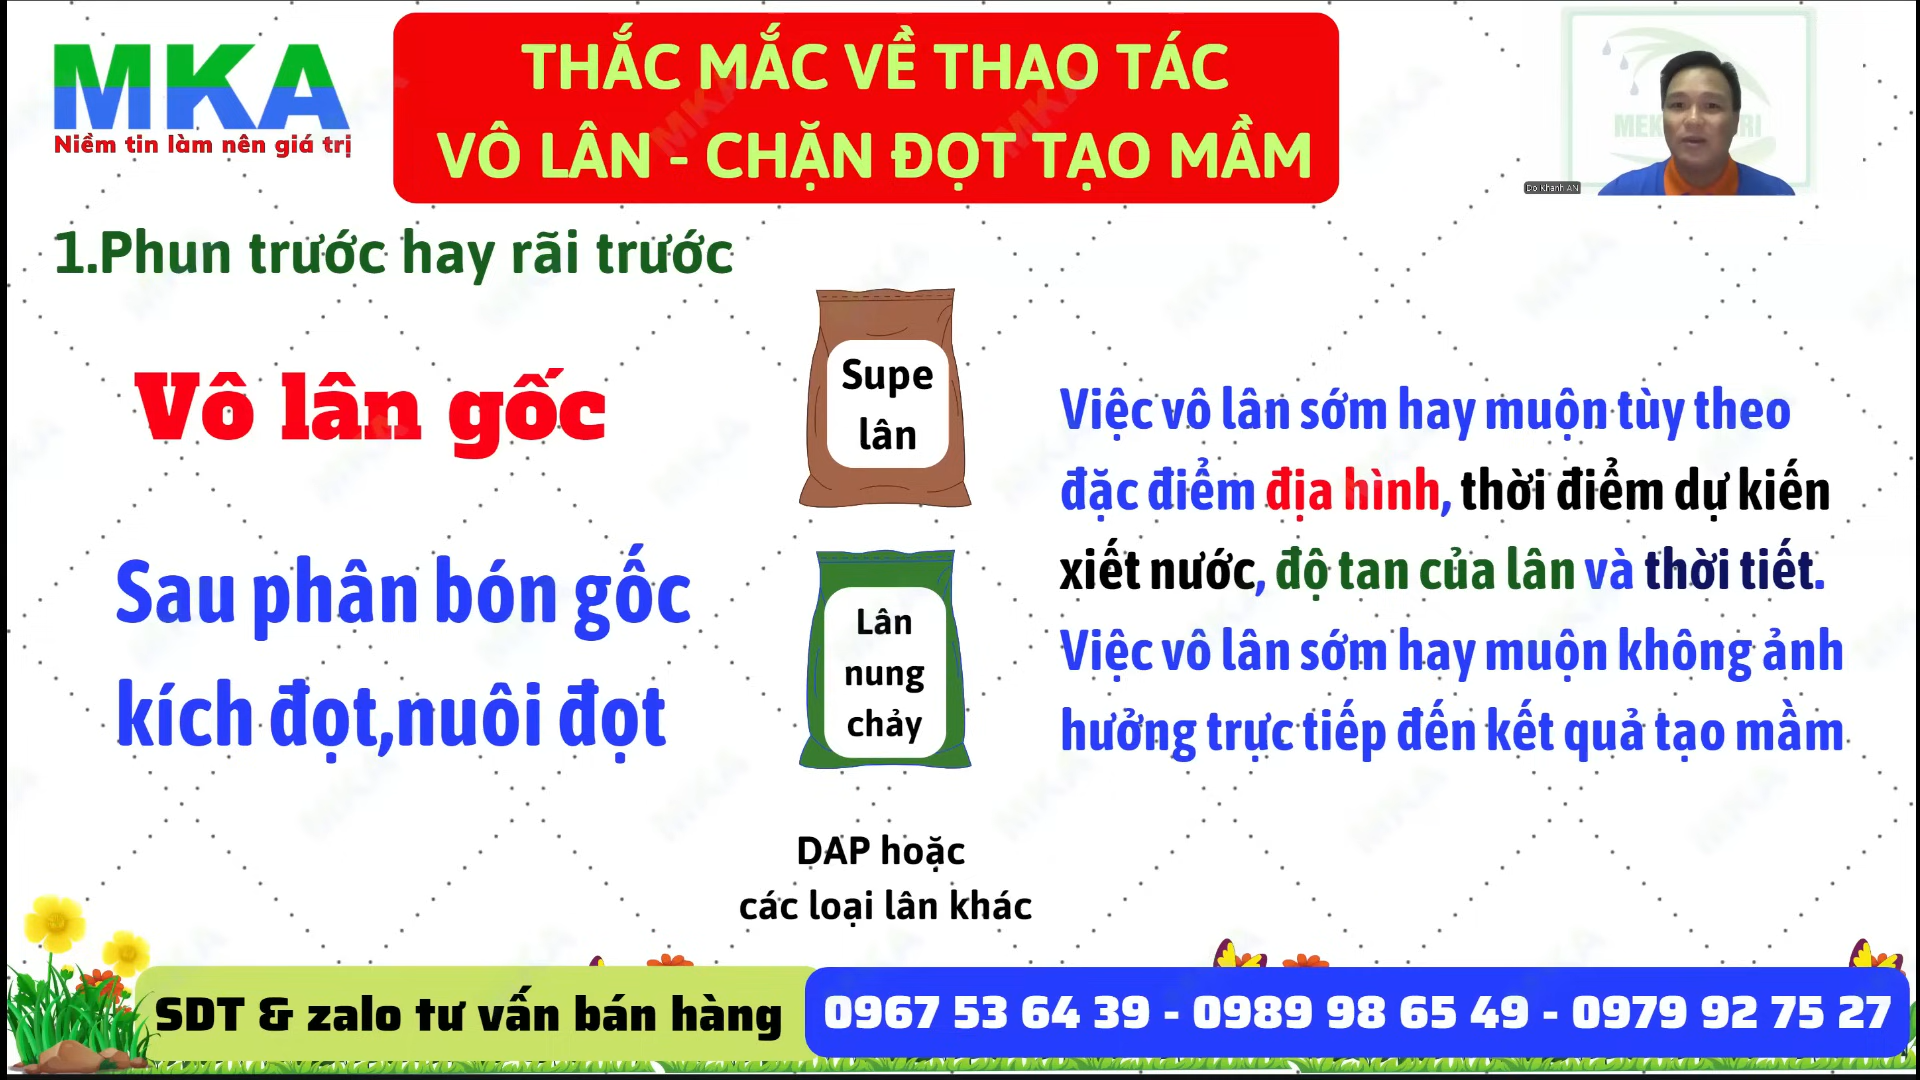 MKA
Niềm tin làm nên giá trị
THẮC MẮC VỀ THAO TÁC
VÔ LÂN - CHẶN ĐỌT TẠO MẦM
Do Khanh AN
1.Phun trước hay rãi trước
Vô lân gốc
Sau phân bón gốc
kích đọt,nuôi đọt
Supe
lân
Lân
nung
chảy
DAP hoặc
các loại lân khác
Việc vô lân sớm hay muộn tùy theo
đặc điểm địa hình, thời điểm dự kiến
xiết nước, độ tan của lân và thời tiết.
Việc vô lân sớm hay muộn không ảnh
hưởng trực tiếp đến kết quả tạo mầm
SDT & zalo tư vấn bán hàng
0967 53 64 39 - 0989 98 65 49 - 0979 92 75 27